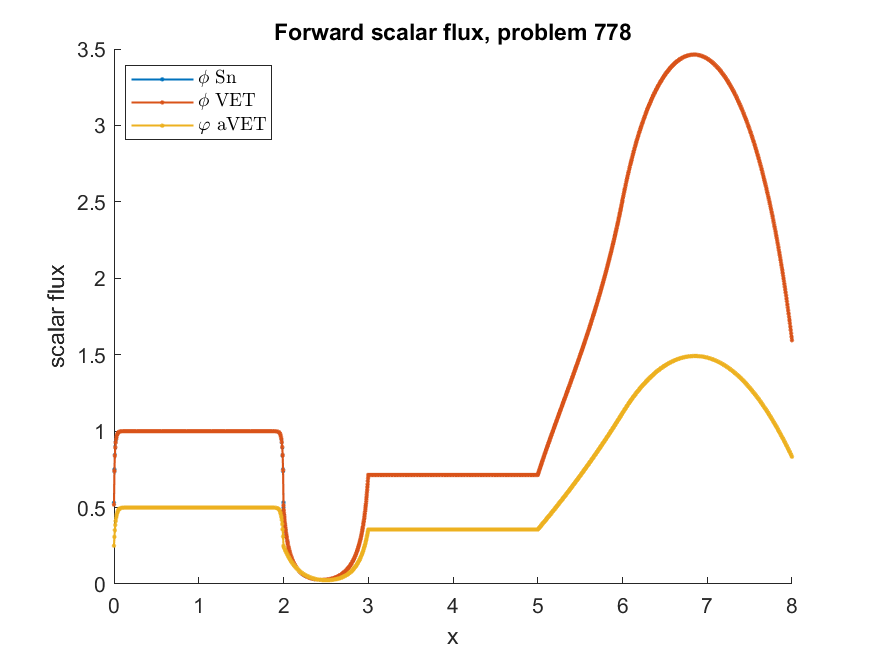 Forward scalar flux, problem 778
ϕ Sn
ϕ VET
φ aVET
scalar flux
3.5
3
2.5
2
1.5
1
0.5
0
0 1 2 3 4 5 6 7 8
x